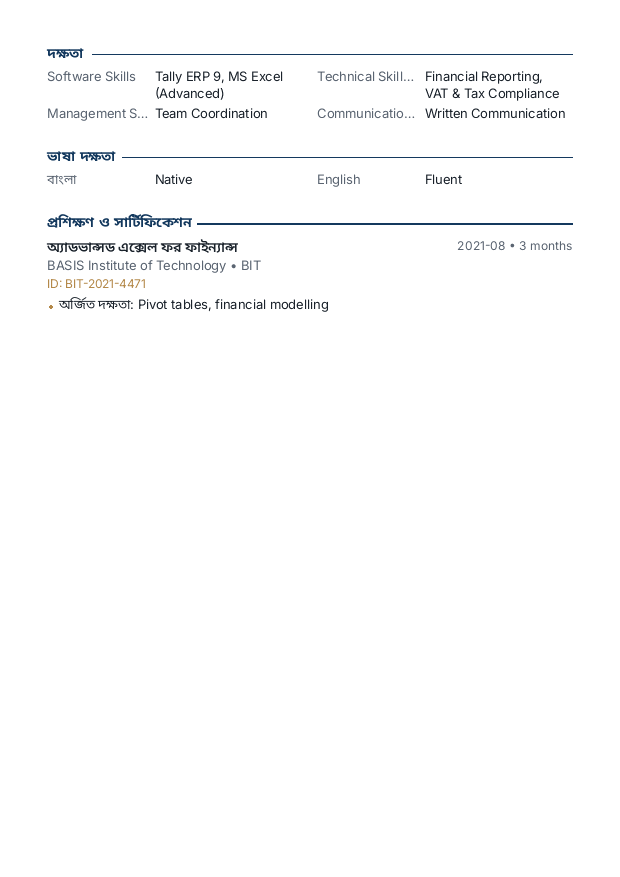 দক্ষতা
Software Skills Tally ERP 9, MS Excel (Advanced) Technical Skill... Financial Reporting, VAT & Tax Compliance
Management S... Team Coordination Communicatio... Written Communication
ভাষা দক্ষতা
বাংলা Native English Fluent
প্রশিক্ষণ ও সার্টিফিকেশন
অ্যাডভান্সড এক্সেল ফর ফাইন্যান্স 2021-08 • 3 months
BASIS Institute of Technology • BIT
ID: BIT-2021-4471
• অর্জিত দক্ষতা: Pivot tables, financial modelling